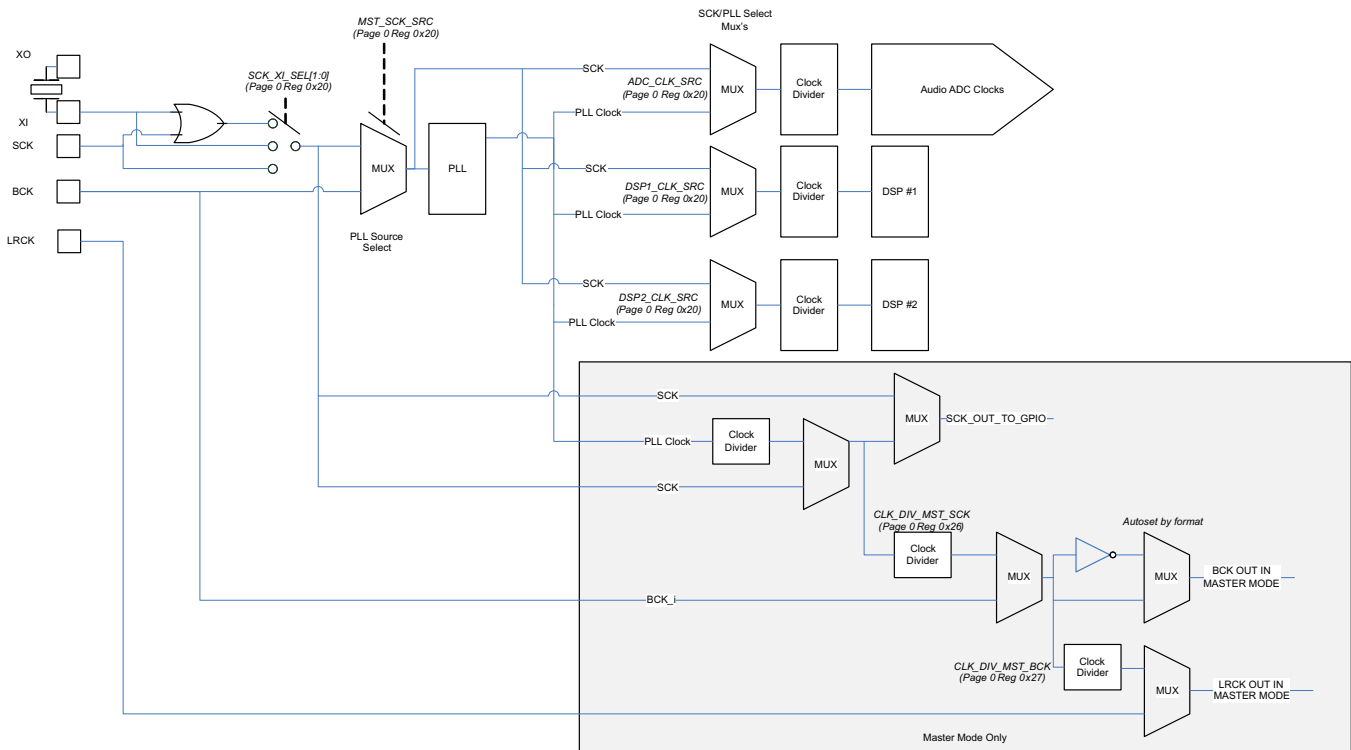 XO
XI
SCK
BCK
LRCK
SCK_XI_SEL[1:0]
(Page 0 Reg 0x20)
MST_SCK_SRC
(Page 0 Reg 0x20)
MUX
PLL Source
Select
PLL
SCK/PLL Select
Mux's
SCK
ADC_CLK_SRC
(Page 0 Reg 0x20)
PLL Clock
MUX
Clock
Divider
Audio ADC Clocks
SCK
DSP1_CLK_SRC
(Page 0 Reg 0x20)
PLL Clock
MUX
Clock
Divider
DSP #1
SCK
DSP2_CLK_SRC
(Page 0 Reg 0x20)
PLL Clock
MUX
Clock
Divider
DSP #2
SCK
MUX
SCK_OUT_TO_GPIO
PLL Clock
Clock
Divider
MUX
SCK
CLK_DIV_MST_SCK
(Page 0 Reg 0x26)
Clock
Divider
MUX
Autoset by format
MUX
BCK OUT IN
MASTER MODE
BCK_i
CLK_DIV_MST_BCK
(Page 0 Reg 0x27)
Clock
Divider
MUX
LRCK OUT IN
MASTER MODE
Master Mode Only